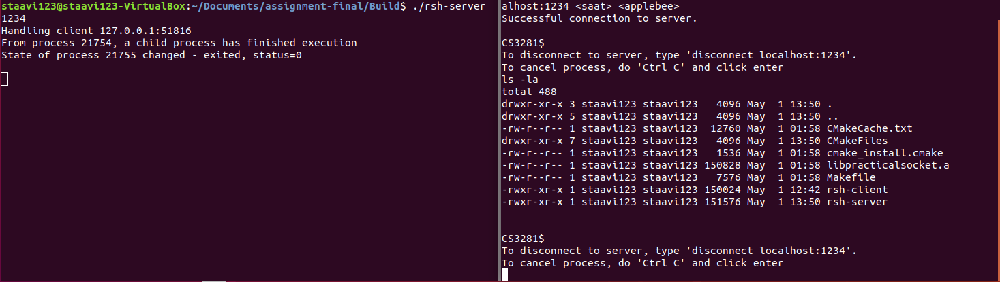 staavi123@staavi123-VirtualBox:~/Documents/assignment-final/Build$ ./rsh-server
1234
Handling client 127.0.0.1:51816
From process 21754, a child process has finished execution
State of process 21755 changed - exited, status=0
alhost:1234 <saat> <applebee>
Successful connection to server.
CS3281$
To disconnect to server, type 'disconnect localhost:1234'.
To cancel process, do 'Ctrl C' and click enter
ls -la
total 488
drwxr-xr-x 3 staavi123 staavi123   4096 May  1 13:50 .
drwxr-xr-x 5 staavi123 staavi123   4096 May  1 13:50 ..
-rw-r--r-- 1 staavi123 staavi123  12760 May  1 01:58 CMakeCache.txt
drwxr-xr-x 7 staavi123 staavi123   4096 May  1 13:50 CMakeFiles
-rw-r--r-- 1 staavi123 staavi123   1536 May  1 01:58 cmake_install.cmake
-rw-r--r-- 1 staavi123 staavi123 150828 May  1 01:58 libpracticalsocket.a
-rw-r--r-- 1 staavi123 staavi123   7576 May  1 01:58 Makefile
-rwxr-xr-x 1 staavi123 staavi123 150024 May  1 12:42 rsh-client
-rwxr-xr-x 1 staavi123 staavi123 151576 May  1 13:50 rsh-server
CS3281$
To disconnect to server, type 'disconnect localhost:1234'.
To cancel process, do 'Ctrl C' and click enter